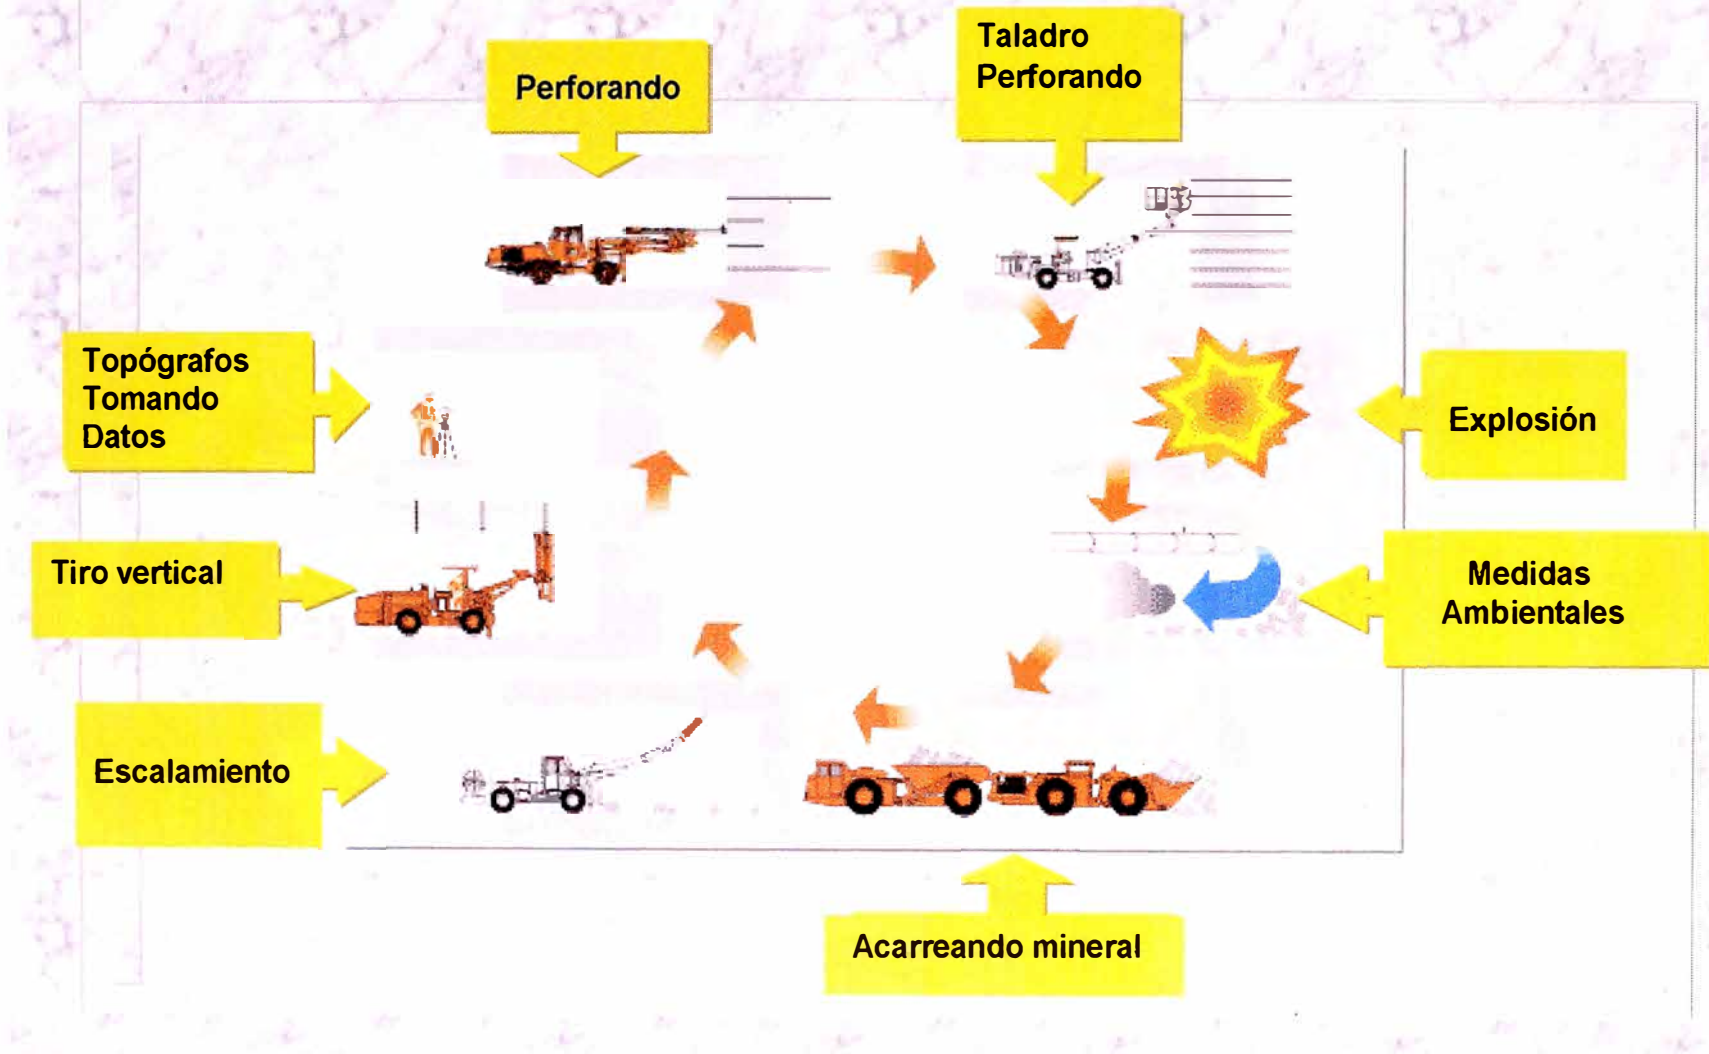 Perforando
Taladro
Perforando
Topógrafos
Tomando
Datos
Explosión
Tiro vertical
Medidas
Ambientales
Escalamiento
Acarreando mineral